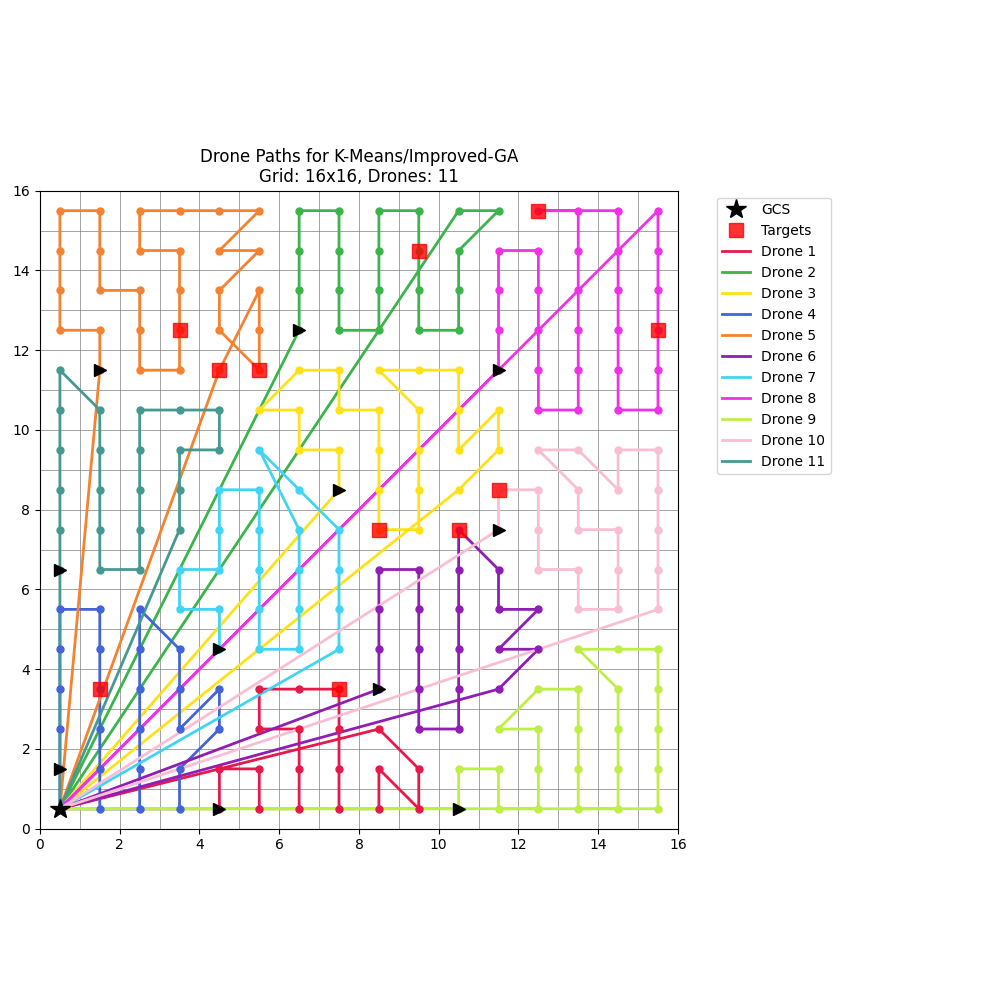 Drone Paths for K-Means/Improved-GA
Grid: 16x16, Drones: 11
16
14
12
10
8
6
4
2
0
0 2 4 6 8 10 12 14 16
GCS
Targets
Drone 1
Drone 2
Drone 3
Drone 4
Drone 5
Drone 6
Drone 7
Drone 8
Drone 9
Drone 10
Drone 11